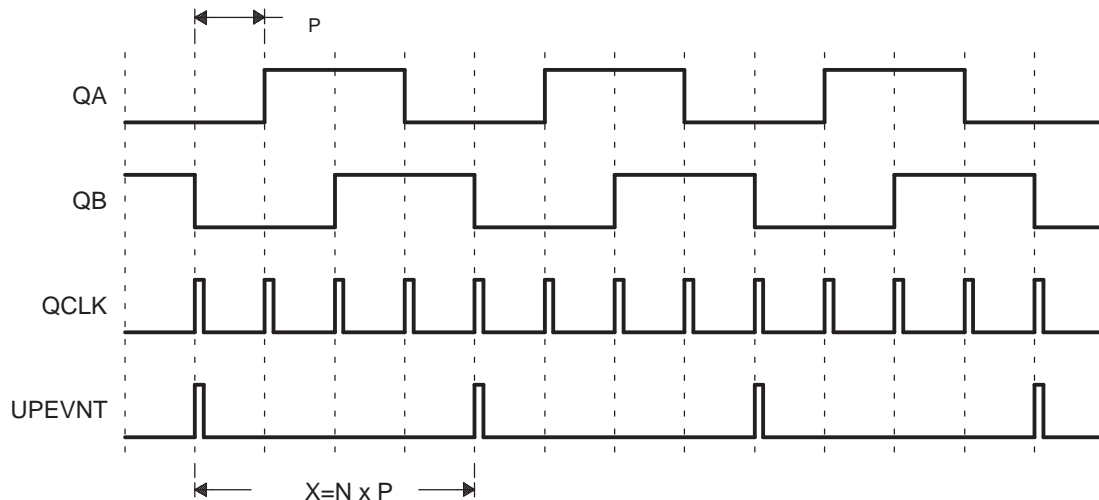 P
QA
QB
QCLK
UPEVNT
X=N x P